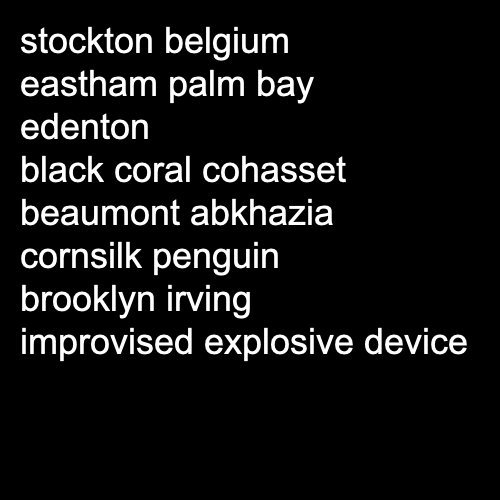 stockton belgium
eastham palm bay
edenton
black coral cohasset
beaumont abkhazia
cornsilk penguin
brooklyn irving
improvised explosive device